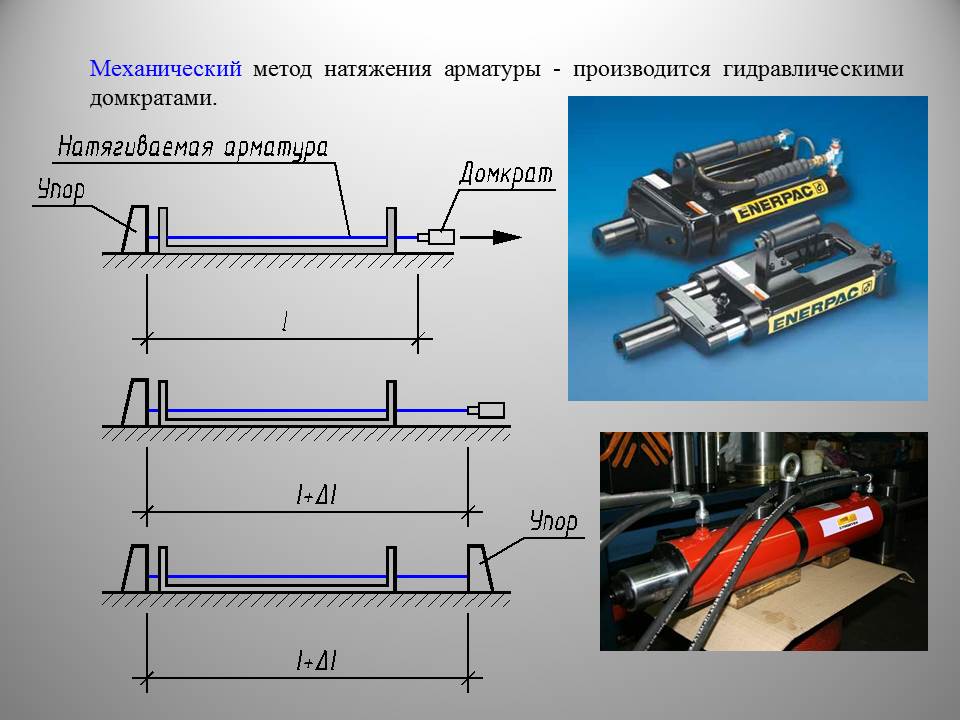 Механический метод натяжения арматуры - производится гидравлическими
домкратами.
Натягиваемая арматура
Упор
Домкрат
ENERPAC
ENERPAC
l
l+Δl
Упор
l+Δl